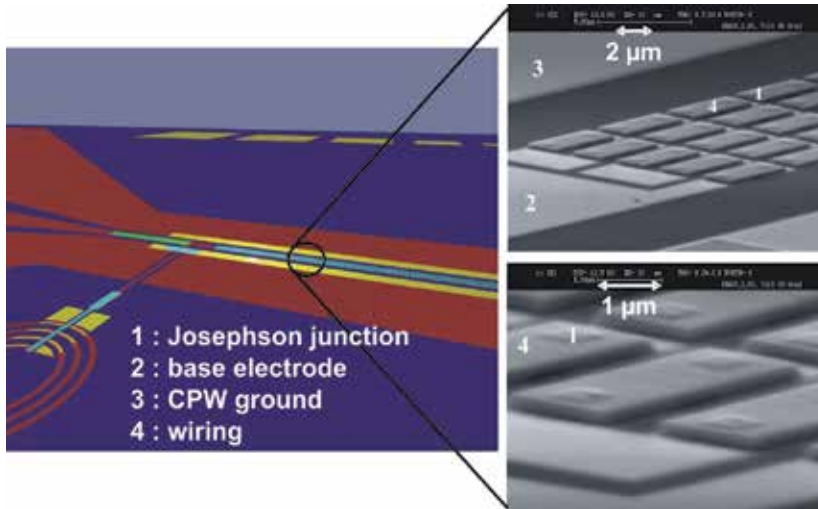 1 : Josephson junction
2 : base electrode
3 : CPW ground
4 : wiring
2 µm
3
1
4
2
1 µm
4
1